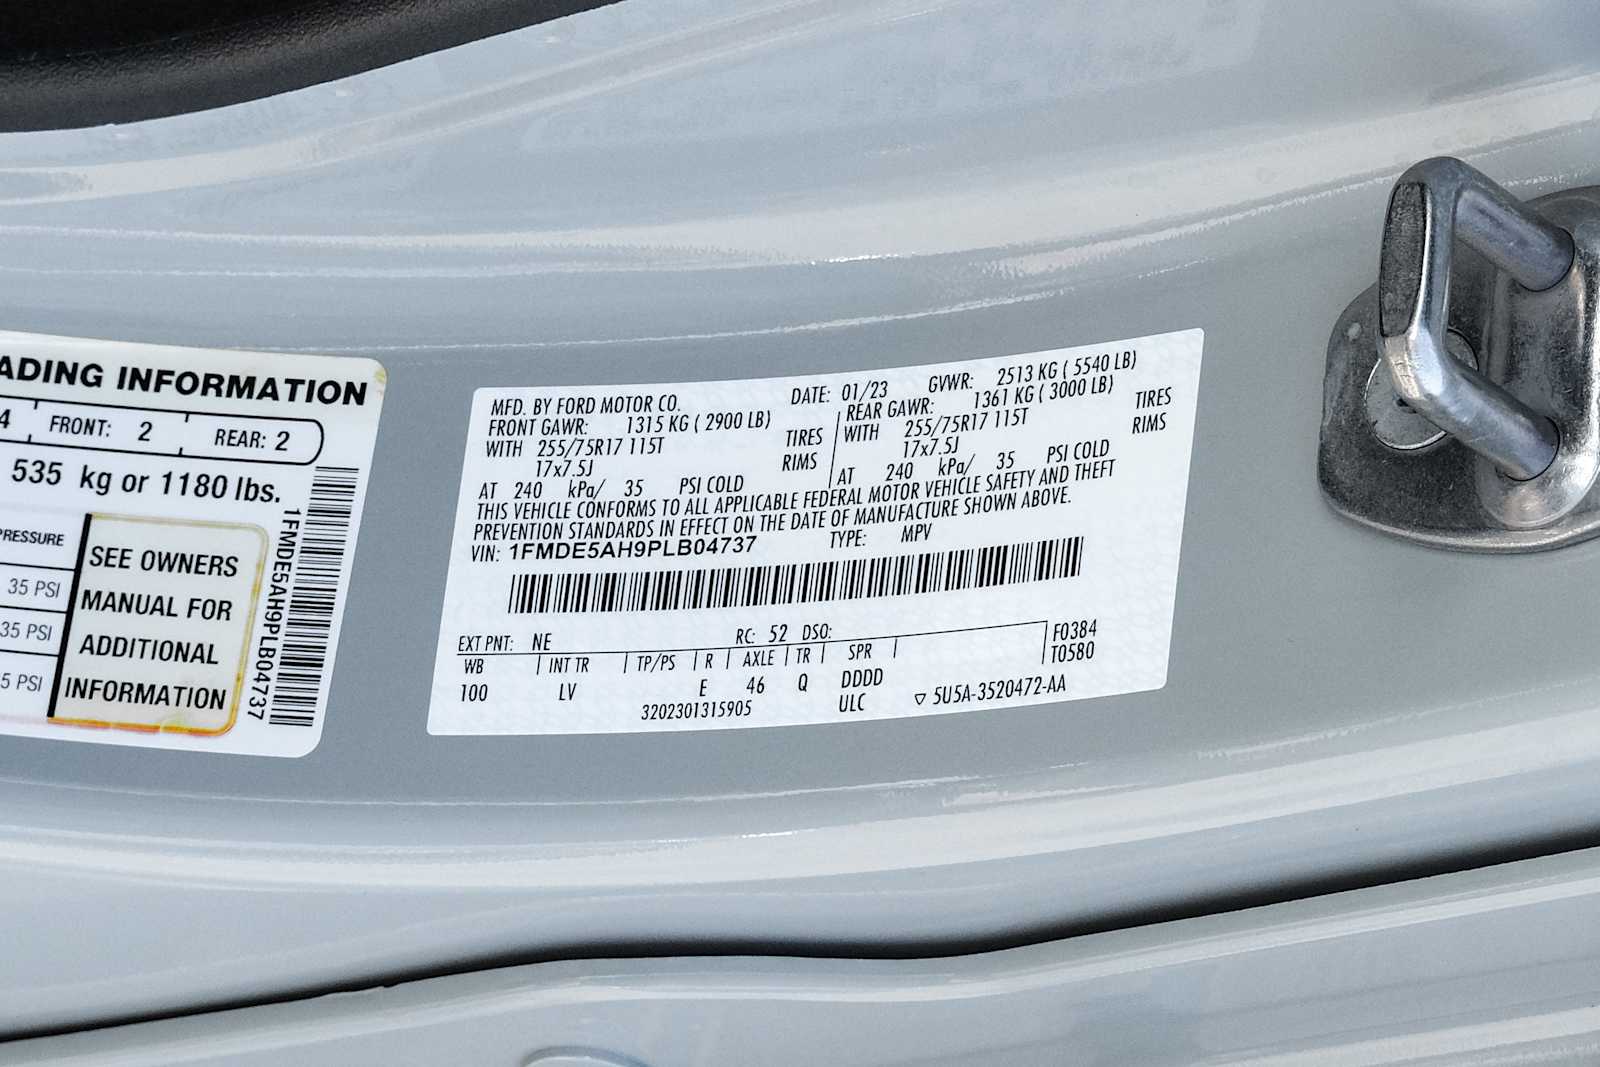 ADING INFORMATION
4 FRONT: 2 REAR: 2
535 kg or 1180 lbs.
PRESSURE
35 PSI
35 PSI
5 PSI
SEE OWNERS
MANUAL FOR
ADDITIONAL
INFORMATION
1FMDE5AH9PLB04737
MFD. BY FORD MOTOR CO. DATE: 01/23 GVWR: 2513 KG ( 5540 LB)
FRONT GAWR: 1315 KG ( 2900 LB) REAR GAWR: 1361 KG ( 3000 LB)
WITH 255/75R17 115T TIRES WITH 255/75R17 115T TIRES
17x7.5J RIMS 17x7.5J RIMS
AT 240 kPa/ 35 PSI COLD AT 240 kPa/ 35 PSI COLD
THIS VEHICLE CONFORMS TO ALL APPLICABLE FEDERAL MOTOR VEHICLE SAFETY AND THEFT
PREVENTION STANDARDS IN EFFECT ON THE DATE OF MANUFACTURE SHOWN ABOVE.
VIN: 1FMDE5AH9PLB04737 TYPE: MPV
EXT PNT: NE RC: 52 DSO: F0384
WB INT TR TP/PS R AXLE TR SPR T0580
100 LV E 46 Q DDDD
3202301315905 ULC ▽ 5U5A-3520472-AA